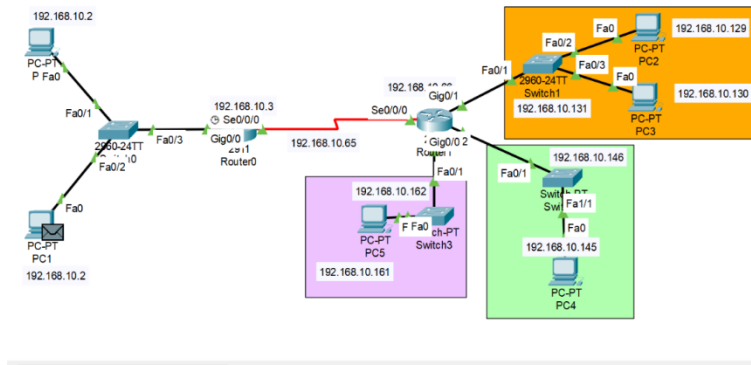 192.168.10.2
PC-PT
P Fa0
Fa0/1
2960-24TT
Fa0/2
Fa0/3
Fa0
PC-PT
PC1
192.168.10.2
192.168.10.3
Se0/0/0
Gig0/0
Router0
192.168.10.65
Se0/0/0
Gig0/1
Gig0/0
Fa0/1
2960-24TT
Switch1
192.168.10.131
Fa0/2
Fa0
PC-PT
PC2
192.168.10.129
Fa0/3
Fa0
PC-PT
PC3
192.168.10.130
Fa0/1
192.168.10.146
Fa1/1
Fa0
192.168.10.145
PC-PT
PC4
Fa0/1
192.168.10.162
F Fa0
Switch3
PC-PT
PC5
192.168.10.161